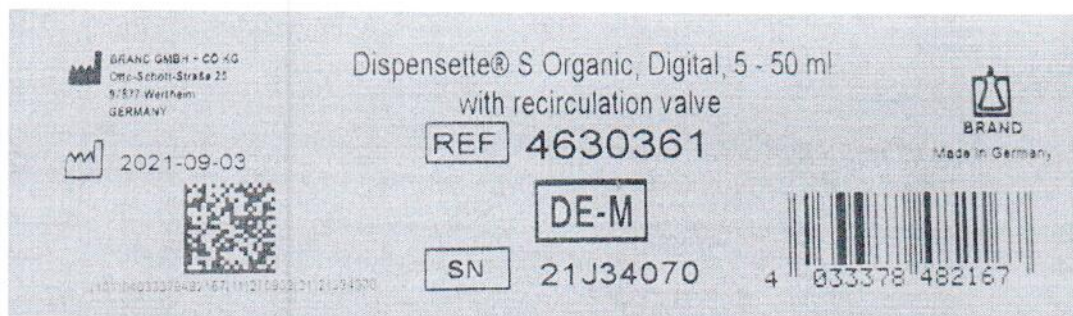 BRAND GMBH + CO KG
Otto-Schott-Straße 25
97877 Wertheim
GERMANY
2021-09-03
Dispensette® S Organic, Digital, 5 - 50 ml
with recirculation valve
REF 4630361
DE-M
SN 21J34070
BRAND
Made in Germany
4 033378 482167